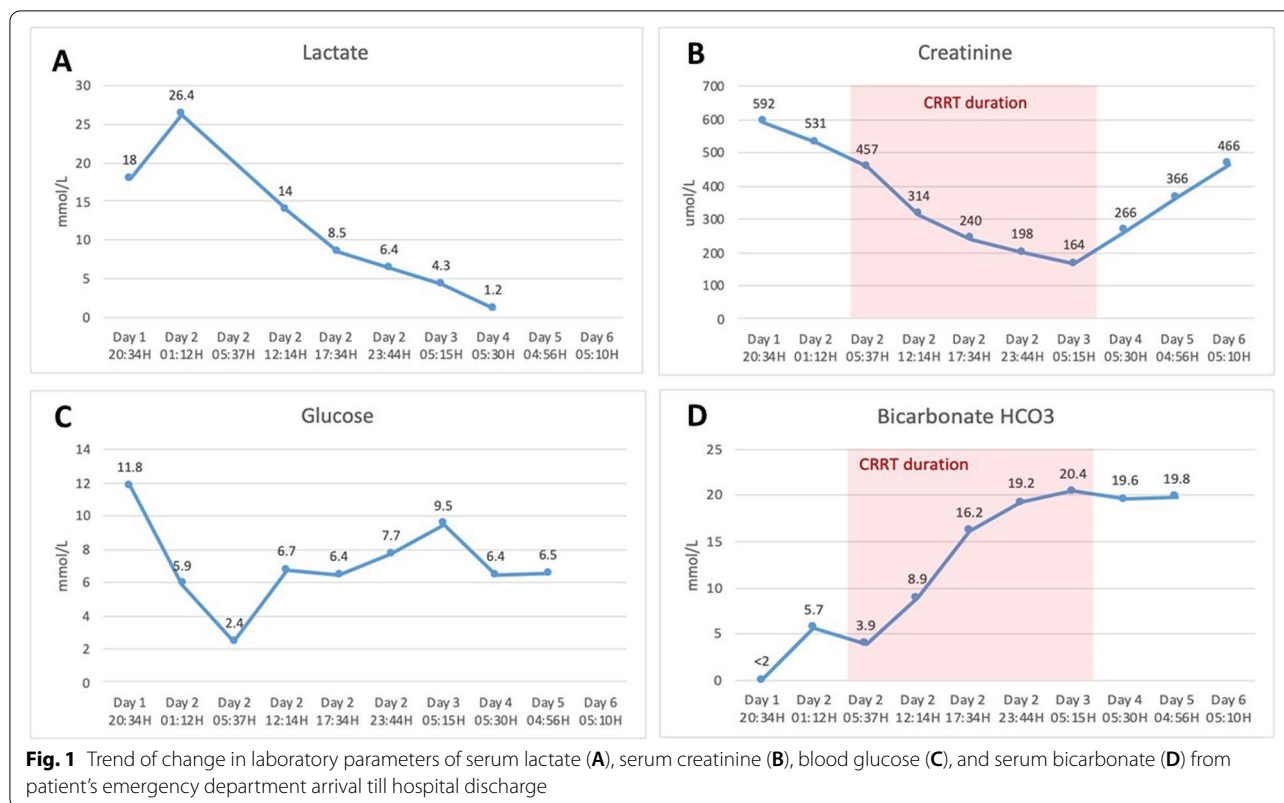 A
Lactate
mmol/L
30
25
20
15
10
5
0
18
26.4
14
8.5
6.4
4.3
1.2
Day 1 Day 2 Day 2 Day 2 Day 2 Day 2 Day 3 Day 4 Day 5 Day 6
20:34H 01:12H 05:37H 12:14H 17:34H 23:44H 05:15H 05:30H 04:56H 05:10H
B
Creatinine
CRRT duration
umol/L
700
600
500
400
300
200
100
0
592
531
457
314
240
198
164
266
366
466
Day 1 Day 2 Day 2 Day 2 Day 2 Day 2 Day 3 Day 4 Day 5 Day 6
20:34H 01:12H 05:37H 12:14H 17:34H 23:44H 05:15H 05:30H 04:56H 05:10H
C
Glucose
mmol/L
14
12
10
8
6
4
2
0
11.8
5.9
2.4
6.7
6.4
7.7
9.5
6.4
6.5
Day 1 Day 2 Day 2 Day 2 Day 2 Day 2 Day 3 Day 4 Day 5 Day 6
20:34H 01:12H 05:37H 12:14H 17:34H 23:44H 05:15H 05:30H 04:56H 05:10H
D
Bicarbonate HCO3
CRRT duration
mmol/L
25
20
15
10
5
0
<2
5.7
3.9
8.9
16.2
19.2
20.4
19.6
19.8
Day 1 Day 2 Day 2 Day 2 Day 2 Day 2 Day 3 Day 4 Day 5 Day 6
20:34H 01:12H 05:37H 12:14H 17:34H 23:44H 05:15H 05:30H 04:56H 05:10H
Fig. 1 Trend of change in laboratory parameters of serum lactate (A), serum creatinine (B), blood glucose (C), and serum bicarbonate (D) from
patient's emergency department arrival till hospital discharge